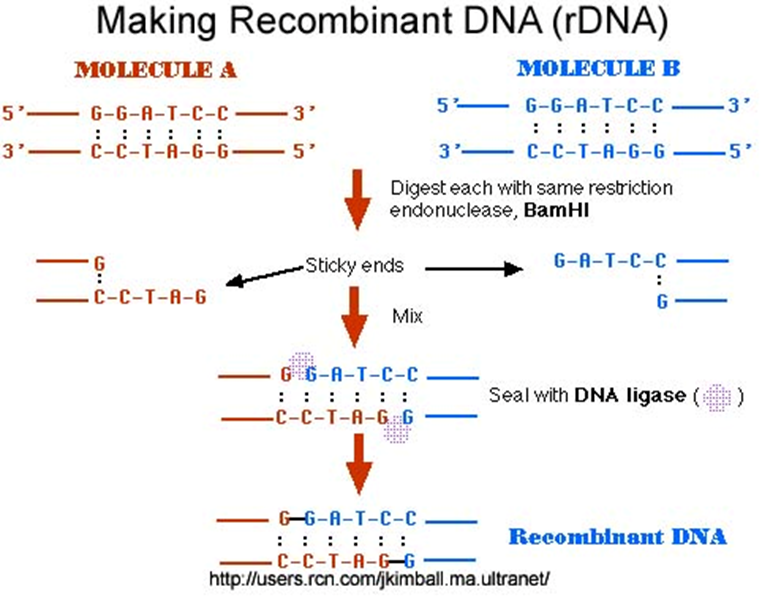 Making Recombinant DNA (rDNA)
MOLECULE A
5' G-G-A-T-C-C 3'
: : : : : :
3' C-C-T-A-G-G 5'
MOLECULE B
5' G-G-A-T-C-C 3'
: : : : : :
3' C-C-T-A-G-G 5'
Digest each with same restriction
endonuclease, BamHI
G
:
C-C-T-A-G
Sticky ends
G-A-T-C-C
:
G
Mix
G G-A-T-C-C
: : : : : :
C-C-T-A-G G
Seal with DNA ligase ( )
G-G-A-T-C-C
: : : : : :
C-C-T-A-G-G
Recombinant DNA
http://users.rcn.com/jkimball.ma.ultranet/